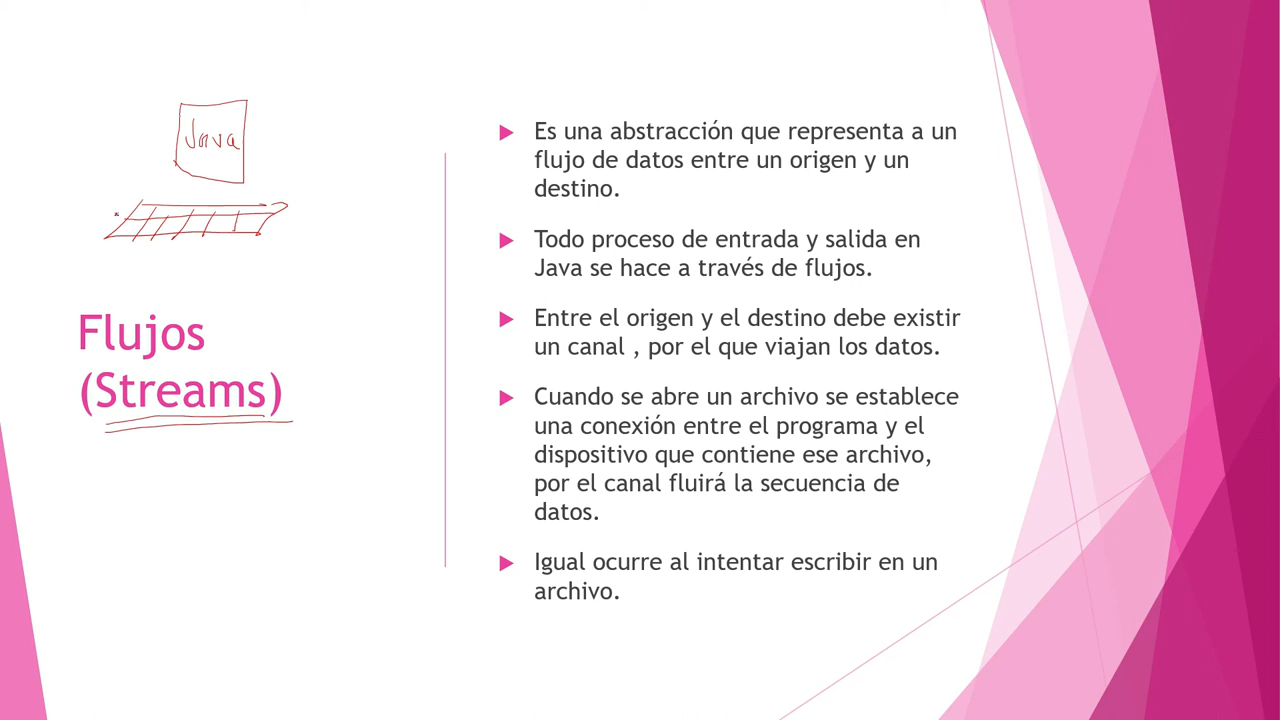 Java
Flujos
(Streams)
Es una abstracción que representa a un
flujo de datos entre un origen y un
destino.
Todo proceso de entrada y salida en
Java se hace a través de flujos.
Entre el origen y el destino debe existir
un canal , por el que viajan los datos.
Cuando se abre un archivo se establece
una conexión entre el programa y el
dispositivo que contiene ese archivo,
por el canal fluirá la secuencia de
datos.
Igual ocurre al intentar escribir en un
archivo.